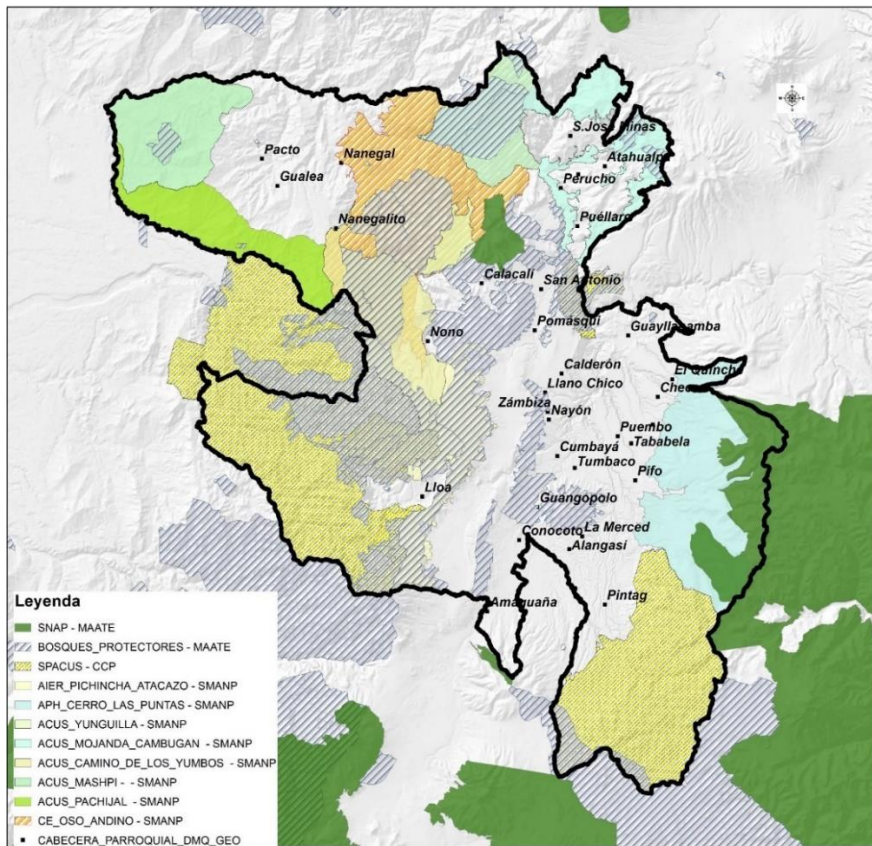 S.José Minas
Pacto
Nanegal
Atahualpa
Gualea
Perucho
Nanegalito
Puéllaro
Calacalí
San Antonio
Nono
Pomasqui
Guayllabamba
Calderón
El Quinche
Llano Chico
Checa
Zámbiza
Nayón
Puembo
Tababela
Cumbayá
Tumbaco
Pifo
Lloa
Guangopolo
Conocoto
La Merced
Alangasí
Amaguaña
Pintag
Leyenda
SNAP - MAATE
BOSQUES_PROTECTORES - MAATE
SPACUS - CCP
AIER_PICHINCHA_ATACAZO - SMANP
APH_CERRO_LAS_PUNTAS - SMANP
ACUS_YUNGUILLA - SMANP
ACUS_MOJANDA_CAMBUGAN - SMANP
ACUS_CAMINO_DE_LOS_YUMBOS - SMANP
ACUS_MASHPI - - SMANP
ACUS_PACHIJAL - SMANP
CE_OSO_ANDINO - SMANP
CABECERA_PARROQUIAL_DMQ_GEO